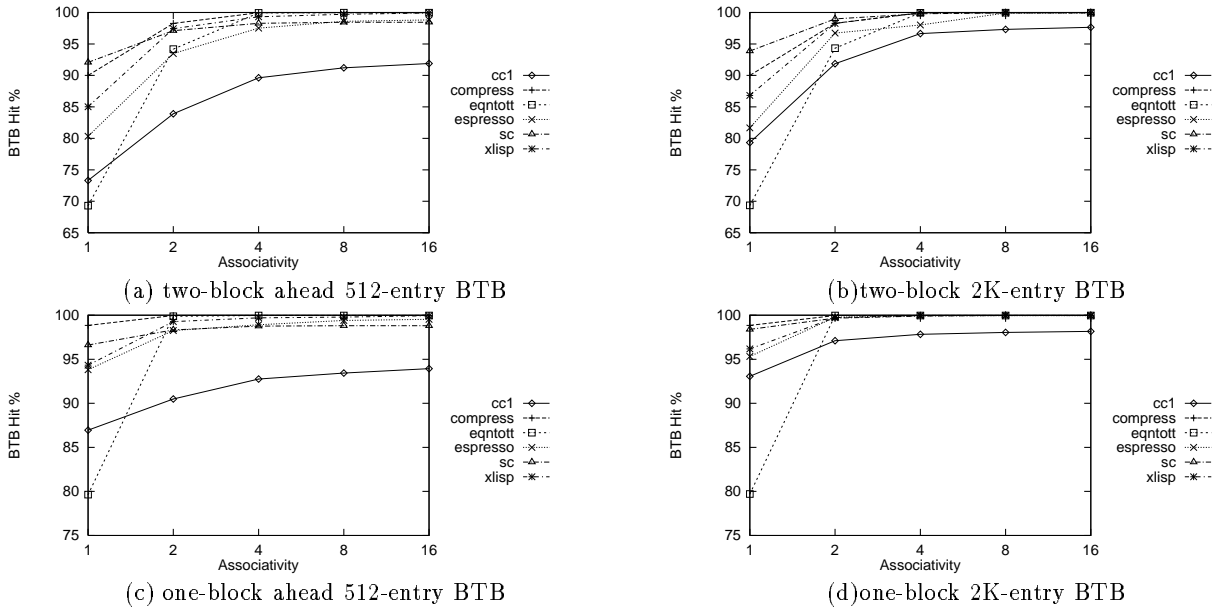 100
95
90
85
80
75
70
65
BTB Hit %
1 2 4 8 16
Associativity
cc1
compress
eqntott
espresso
sc
xlisp
(a) two-block ahead 512-entry BTB
100
95
90
85
80
75
70
65
BTB Hit %
1 2 4 8 16
Associativity
cc1
compress
eqntott
espresso
sc
xlisp
(b)two-block 2K-entry BTB
100
95
90
85
80
75
BTB Hit %
1 2 4 8 16
Associativity
cc1
compress
eqntott
espresso
sc
xlisp
(c) one-block ahead 512-entry BTB
100
95
90
85
80
75
BTB Hit %
1 2 4 8 16
Associativity
cc1
compress
eqntott
espresso
sc
xlisp
(d)one-block 2K-entry BTB